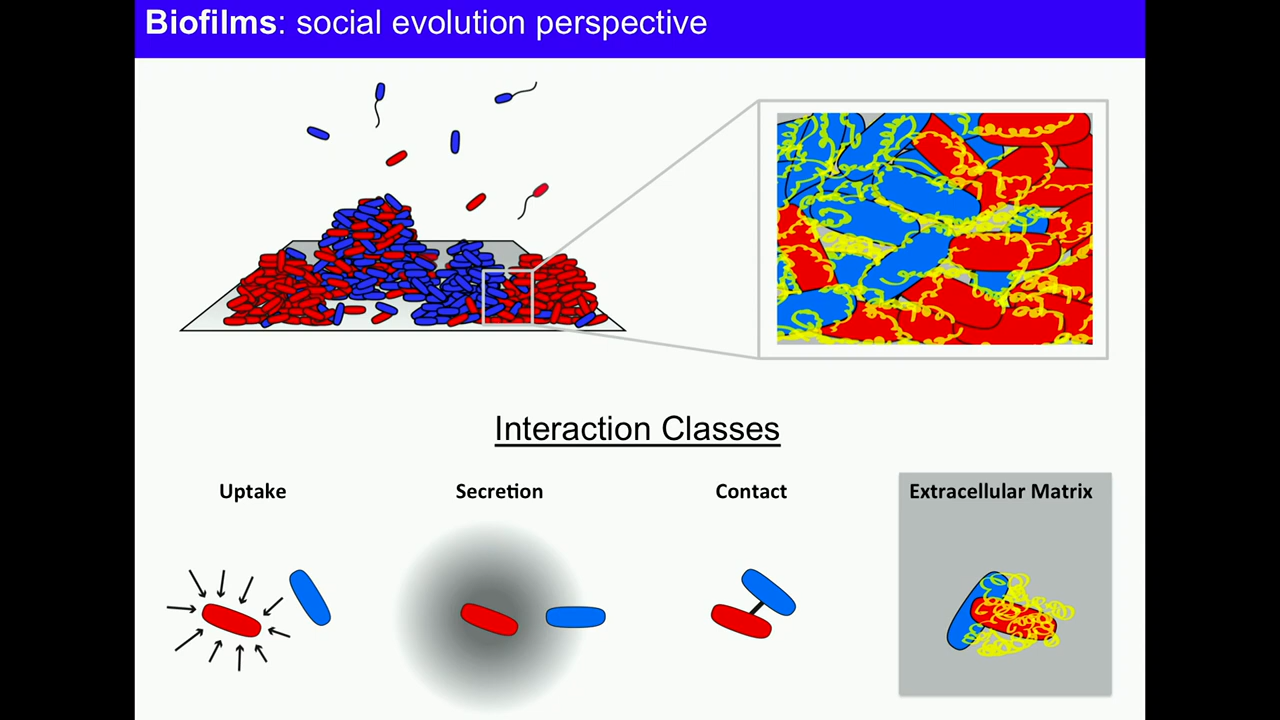 Biofilms: social evolution perspective
Interaction Classes
Uptake
Secretion
Contact
Extracellular Matrix